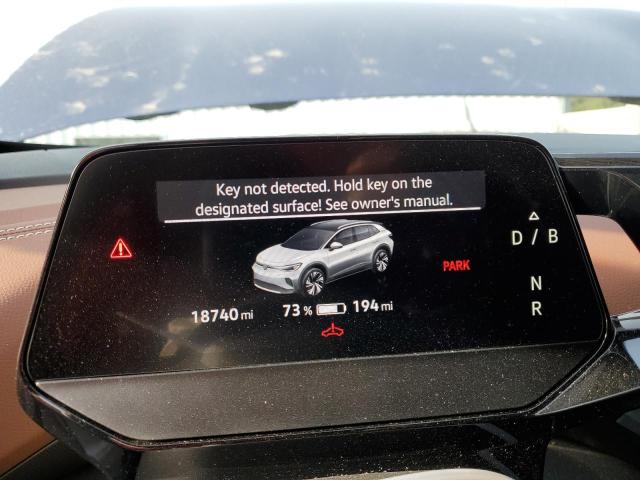 Key not detected. Hold key on the
designated surface! See owner's manual.
D / B
PARK
N
18740 mi 73 % 194 mi
R